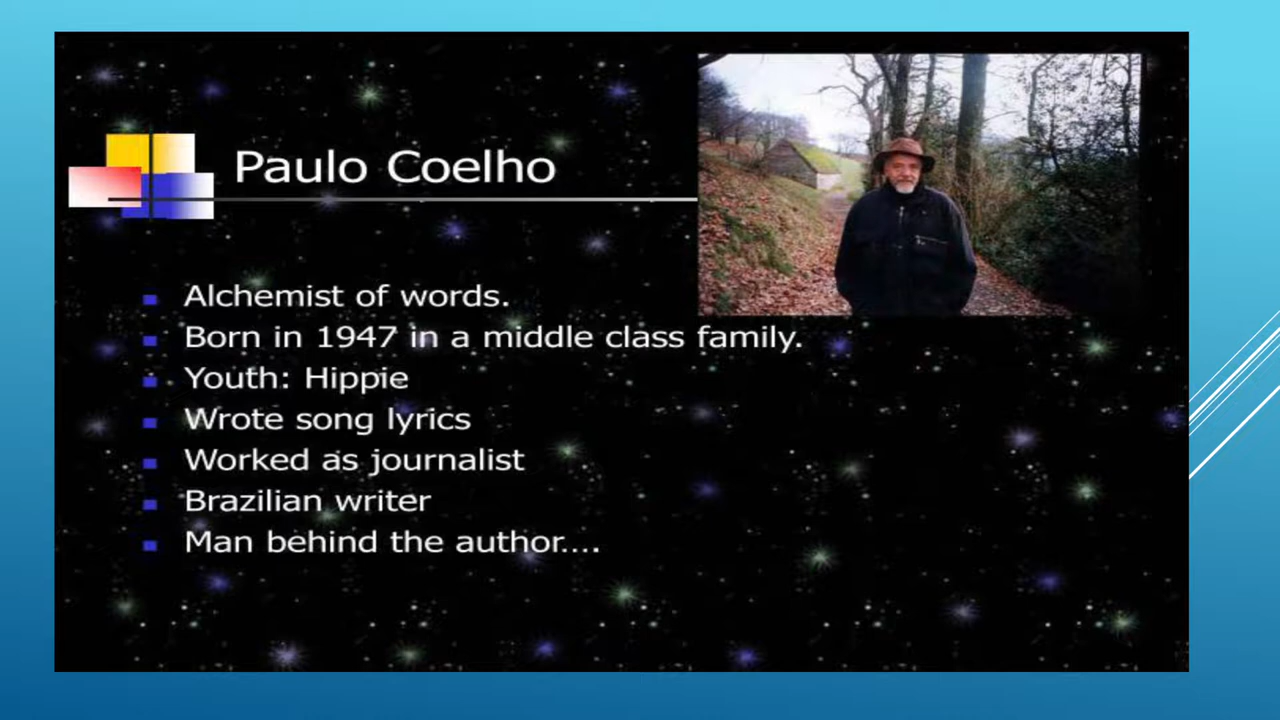 Paulo Coelho
Alchemist of words.
Born in 1947 in a middle class family.
Youth: Hippie
Wrote song lyrics
Worked as journalist
Brazilian writer
Man behind the author....